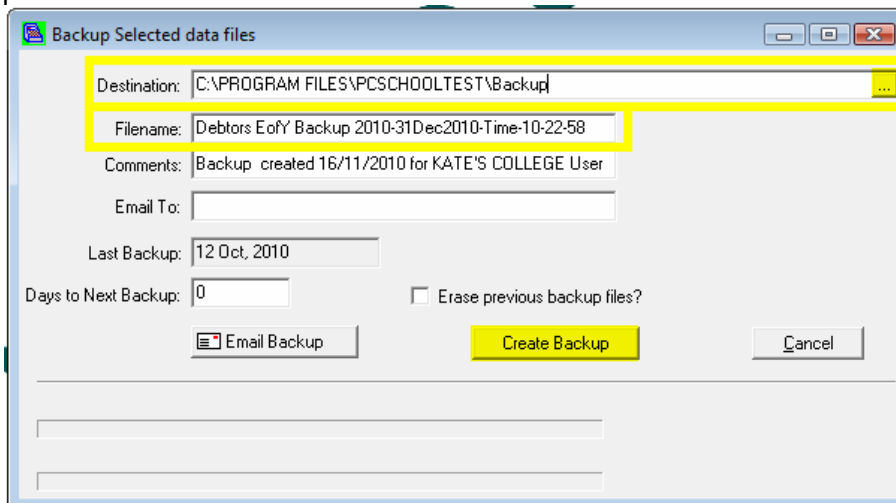 Backup Selected data files
Destination: C:\PROGRAM FILES\PCSCHOOLTEST\Backup ...
Filename: Debtors EofY Backup 2010-31Dec2010-Time-10-22-58
Comments: Backup  created 16/11/2010 for KATE'S COLLEGE User
Email To:
Last Backup: 12 Oct, 2010
Days to Next Backup: 0 Erase previous backup files?
Email Backup Create Backup Cancel